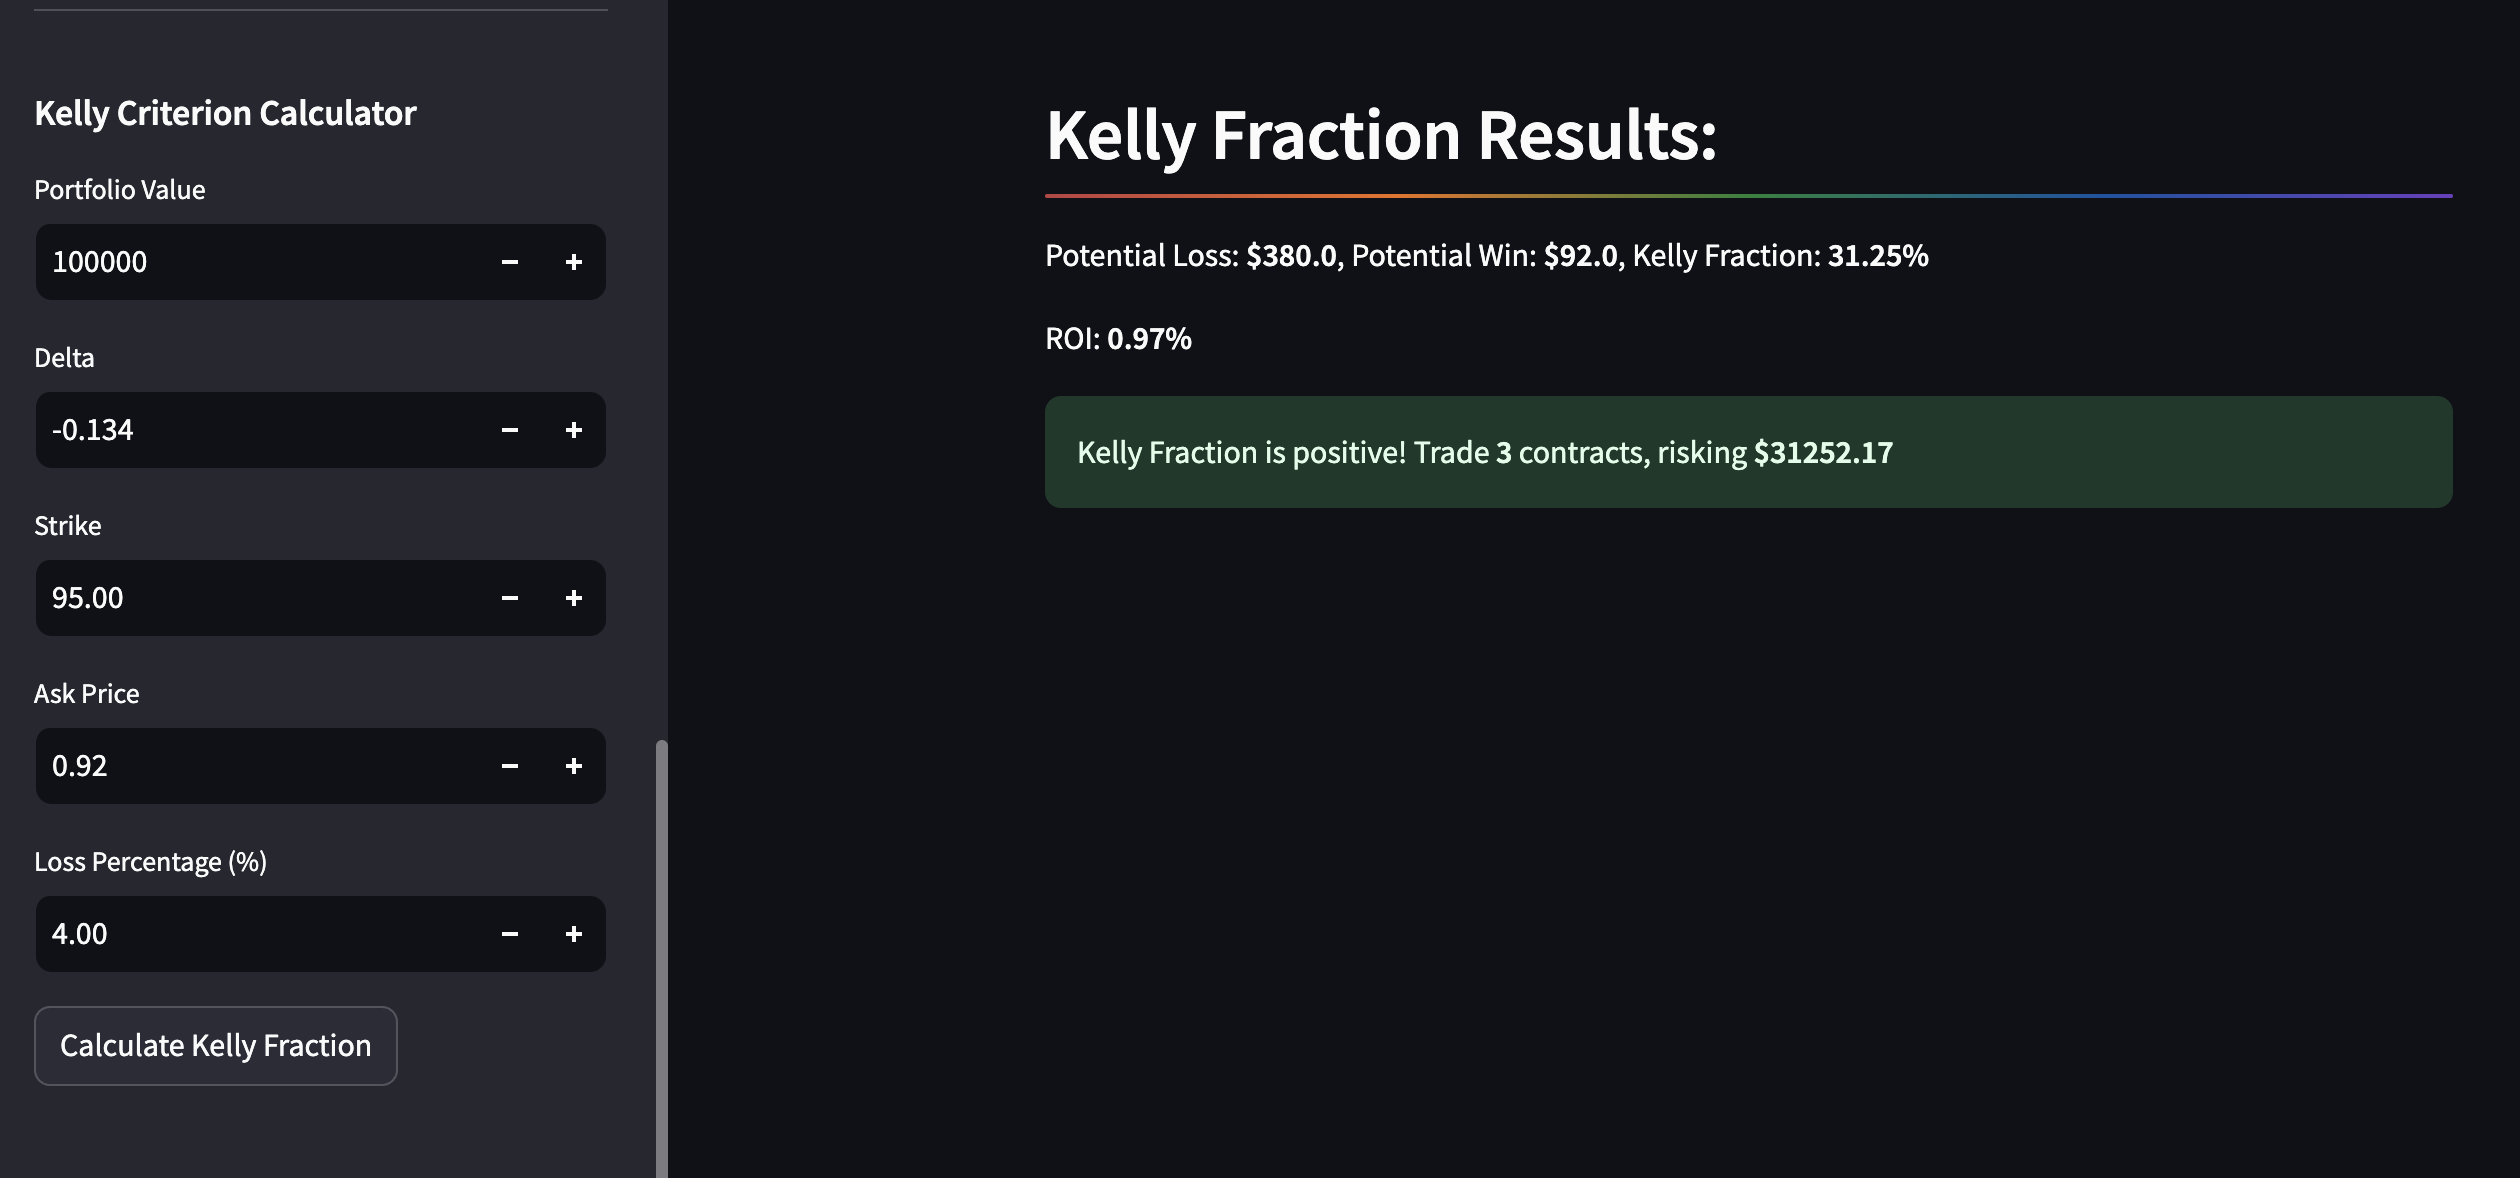 Kelly Criterion Calculator
Portfolio Value
100000
Delta
-0.134
Strike
95.00
Ask Price
0.92
Loss Percentage (%)
4.00
Calculate Kelly Fraction
Kelly Fraction Results:
Potential Loss: $380.0, Potential Win: $92.0, Kelly Fraction: 31.25%
ROI: 0.97%
Kelly Fraction is positive! Trade 3 contracts, risking $31252.17